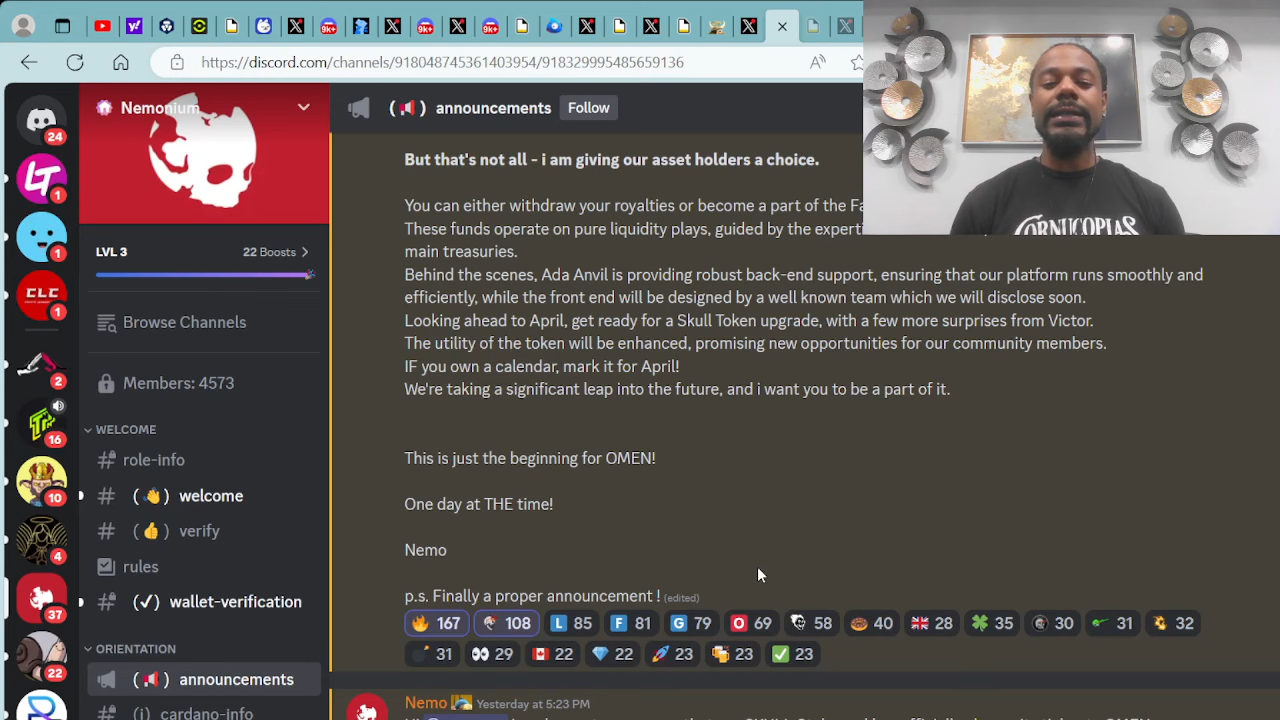 9k+
9k+
9k+
9k+
https://discord.com/channels/918048745361403954/918329995485659136
24
LT
1
1
CLC
1
2
16
10
4
37
22
Nemonium
LVL 3
22 Boosts
Browse Channels
Members: 4573
WELCOME
role-info
( 👋 ) welcome
( 👍 ) verify
rules
(✓) wallet-verification
ORIENTATION
( 📢 ) announcements
(i) cardano-info
( 📢 ) announcements
Follow
But that's not all - i am giving our asset holders a choice.
You can either withdraw your royalties or become a part of the
These funds operate on pure liquidity plays, guided by the
main treasuries.
Behind the scenes, Ada Anvil is providing robust back-end support, ensuring that our platform runs smoothly and
efficiently, while the front end will be designed by a well known team which we will disclose soon.
Looking ahead to April, get ready for a Skull Token upgrade, with a few more surprises from Victor.
The utility of the token will be enhanced, promising new opportunities for our community members.
IF you own a calendar, mark it for April!
We're taking a significant leap into the future, and i want you to be a part of it.
This is just the beginning for OMEN!
One day at THE time!
Nemo
p.s. Finally a proper announcement ! (edited)
🔥 167 108 🇱 85 🇫 81 🇬 79 🅾 69 58 🍩 40 🇬🇧 28 🍀 35 30 31 32
31 👀 29 🇨🇦 22 💎 22 🚀 23 🍻 23 ✅ 23
Nemo Yesterday at 5:23 PM
CORNUCOPIAS